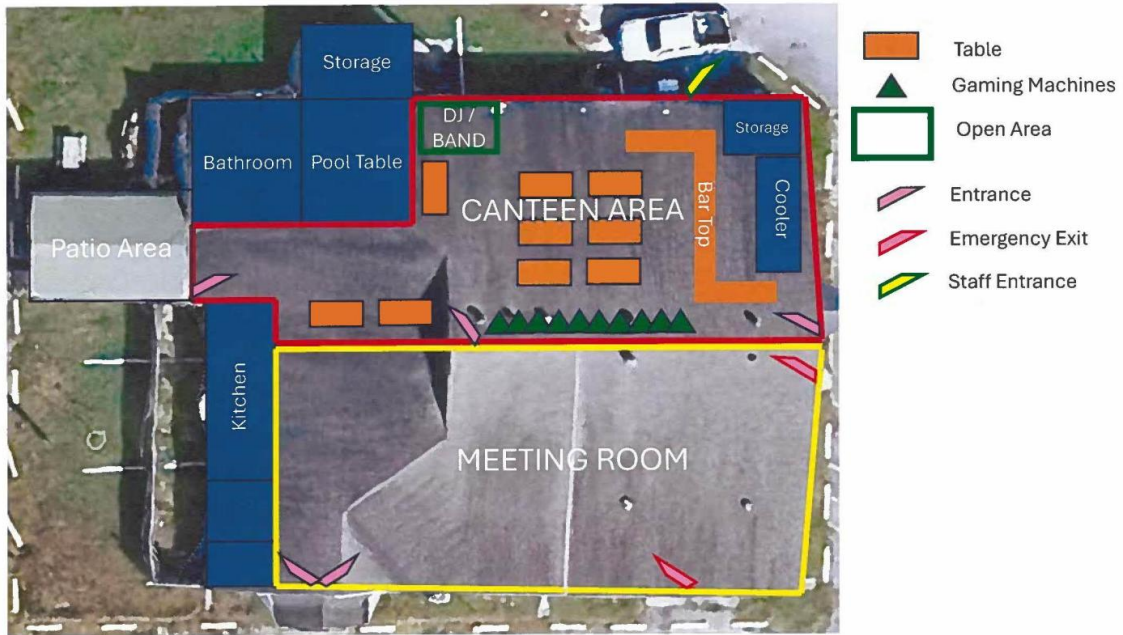 Storage
DJ /
BAND
Storage
Bathroom
Pool Table
CANTEEN AREA
Bar Top
Cooler
Patio Area
Kitchen
MEETING ROOM
Table
Gaming Machines
Open Area
Entrance
Emergency Exit
Staff Entrance